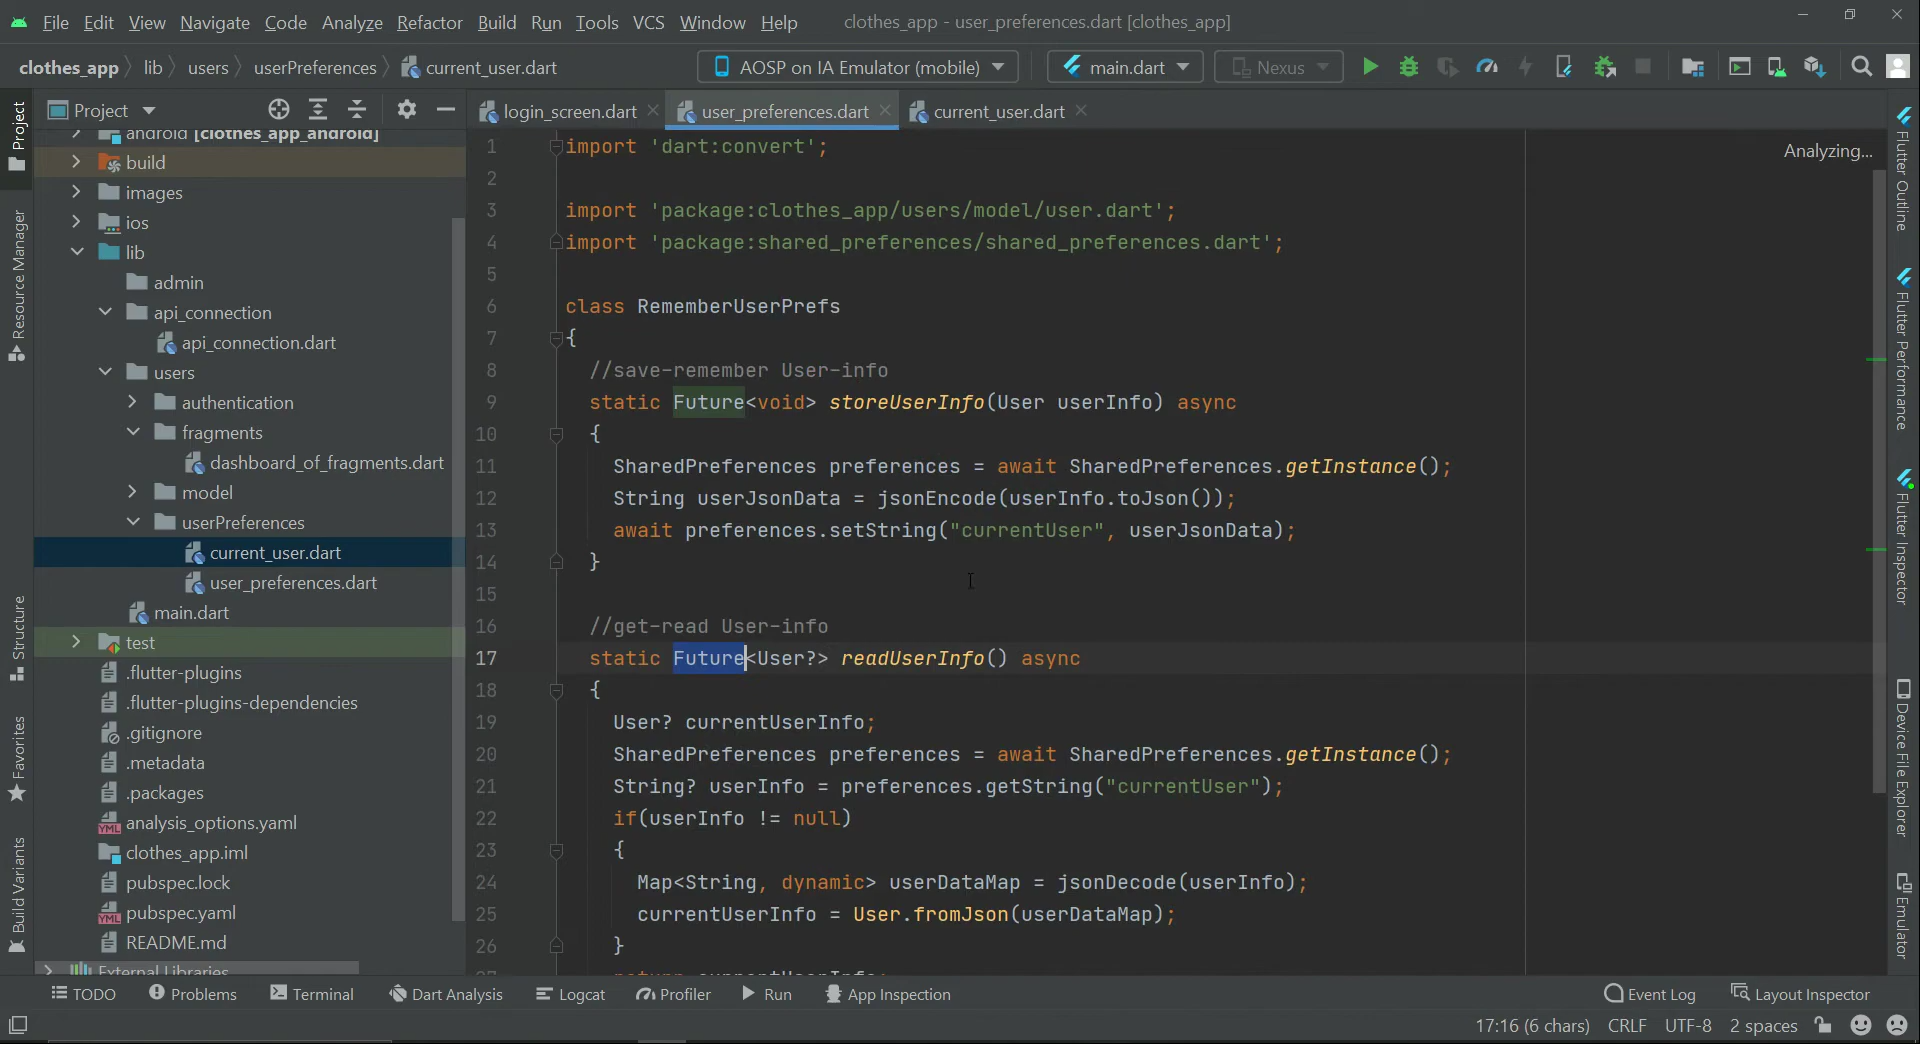 File Edit View Navigate Code Analyze Refactor Build Run Tools VCS Window Help clothes_app - user_preferences.dart [clothes_app]
clothes_app lib users userPreferences current_user.dart AOSP on IA Emulator (mobile) main.dart Nexus
Project
login_screen.dart user_preferences.dart current_user.dart
Analyzing...
android [clothes_app_android]
build
images
ios
lib
admin
api_connection
api_connection.dart
users
authentication
fragments
dashboard_of_fragments.dart
model
userPreferences
current_user.dart
user_preferences.dart
main.dart
test
.flutter-plugins
.flutter-plugins-dependencies
.gitignore
.metadata
.packages
analysis_options.yaml
clothes_app.iml
pubspec.lock
pubspec.yaml
README.md
External Libraries
1 import 'dart:convert';
2
3 import 'package:clothes_app/users/model/user.dart';
4 import 'package:shared_preferences/shared_preferences.dart';
5
6 class RememberUserPrefs
7 {
8 //save-remember User-info
9 static Future<void> storeUserInfo(User userInfo) async
10 {
11 SharedPreferences preferences = await SharedPreferences.getInstance();
12 String userJsonData = jsonEncode(userInfo.toJson());
13 await preferences.setString("currentUser", userJsonData);
14 }
15
16 //get-read User-info
17 static Future<User?> readUserInfo() async
18 {
19 User? currentUserInfo;
20 SharedPreferences preferences = await SharedPreferences.getInstance();
21 String? userInfo = preferences.getString("currentUser");
22 if(userInfo != null)
23 {
24 Map<String, dynamic> userDataMap = jsonDecode(userInfo);
25 currentUserInfo = User.fromJson(userDataMap);
26 }
Project
Resource Manager
Structure
Favorites
Build Variants
Flutter Outline
Flutter Performance
Flutter Inspector
Device File Explorer
Emulator
TODO Problems Terminal Dart Analysis Logcat Profiler Run App Inspection Event Log Layout Inspector
17:16 (6 chars) CRLF UTF-8 2 spaces